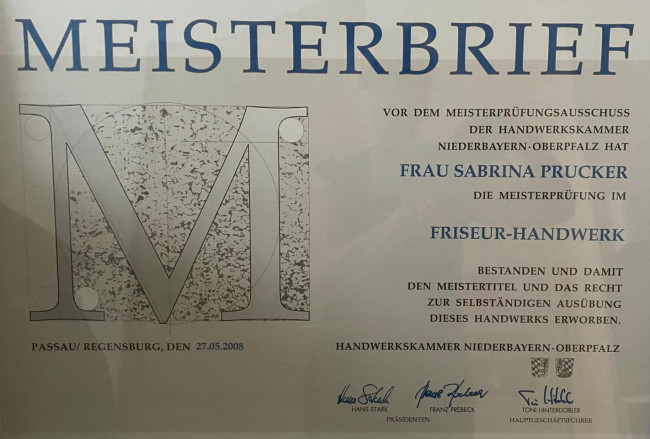 MEISTERBRIEF
VOR DEM MEISTERPRÜFUNGSAUSSCHUSS
DER HANDWERKSKAMMER
NIEDERBAYERN·OBERPFALZ HAT
FRAU SABRINA PRUCKER
DIE MEISTERPRÜFUNG IM
FRISEUR-HANDWERK
BESTANDEN UND DAMIT
DEN MEISTERTITEL UND DAS RECHT
ZUR SELBSTÄNDIGEN AUSÜBUNG
DIESES HANDWERKS ERWORBEN.
M
PASSAU/ REGENSBURG, DEN 27.05.2008
HANDWERKSKAMMER NIEDERBAYERN·OBERPFALZ
HANS STARK FRANZ PREBECK TONI HINTERDOBLER
PRÄSIDENTEN HAUPTGESCHÄFTSFÜHRER